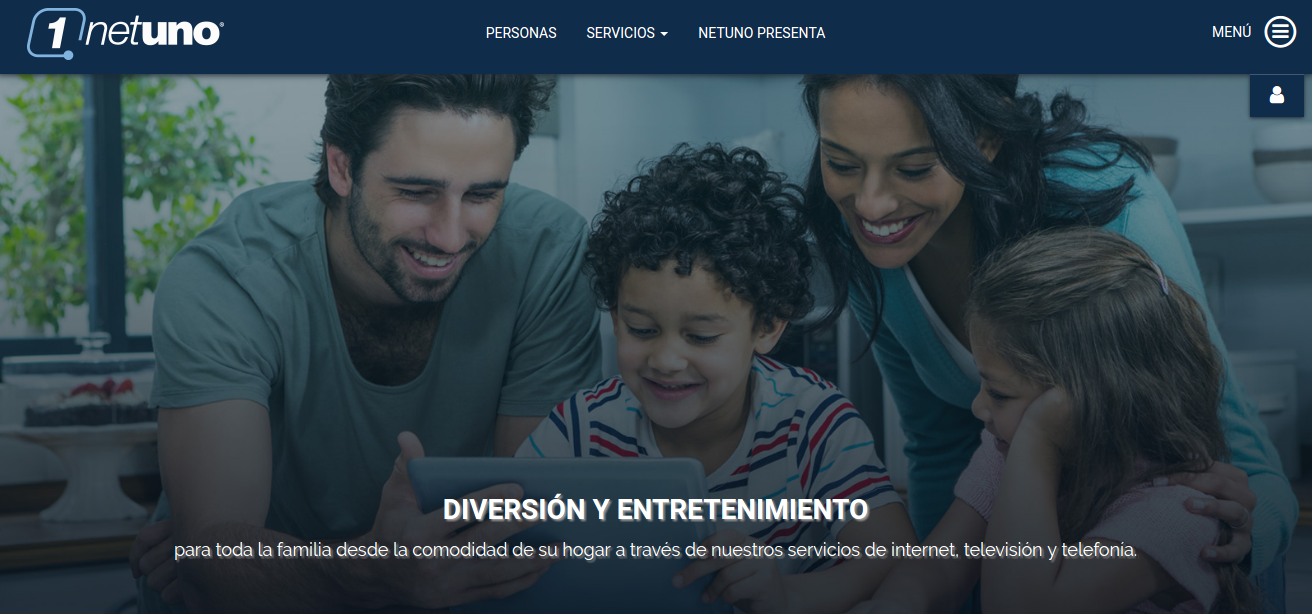 1 netuno®
PERSONAS SERVICIOS NETUNO PRESENTA
MENÚ
DIVERSIÓN Y ENTRETENIMIENTO
para toda la familia desde la comodidad de su hogar a través de nuestros servicios de internet, televisión y telefonía.